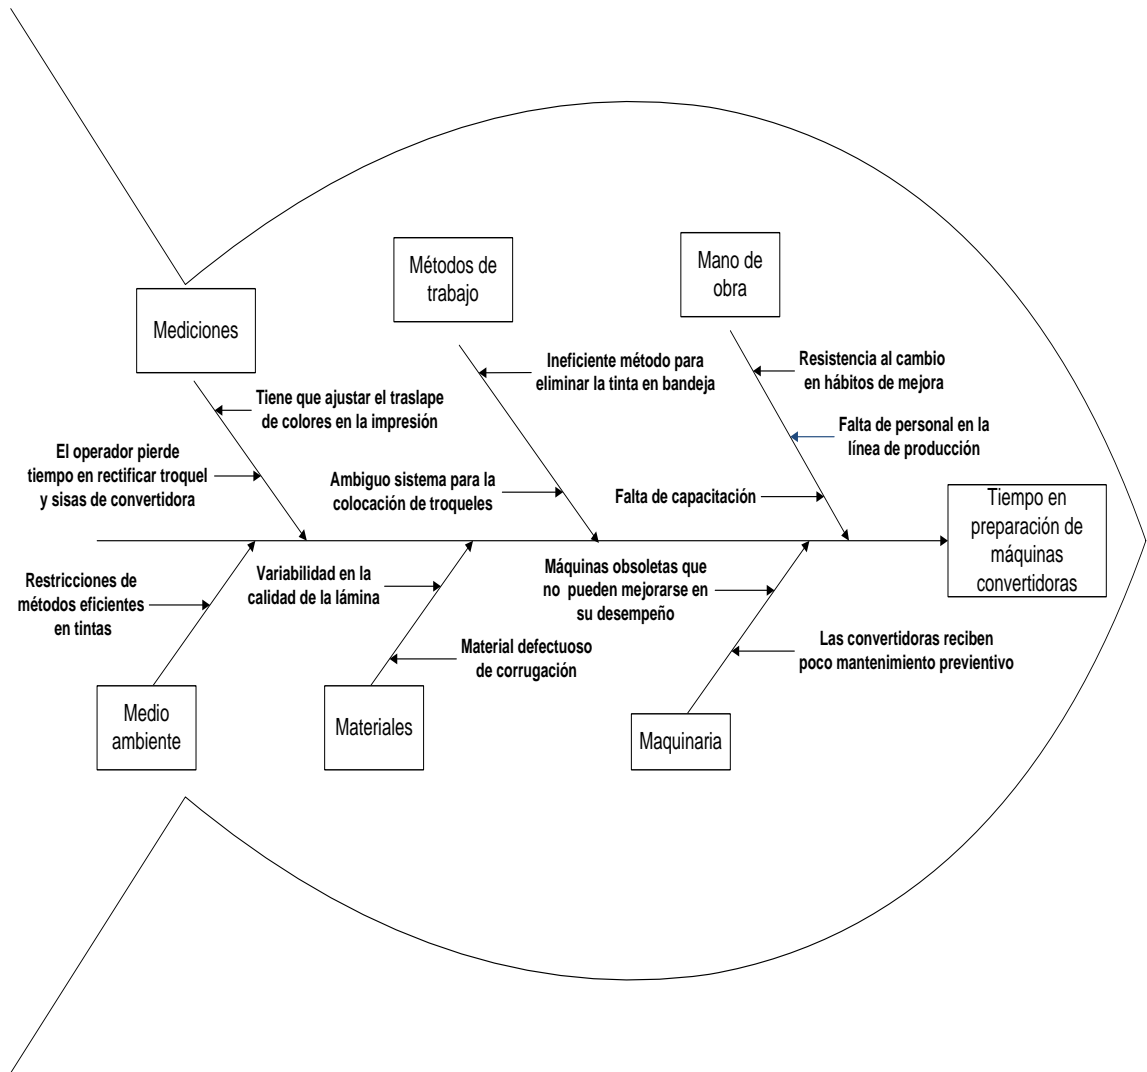 Mediciones
Métodos de
trabajo
Mano de
obra
Tiene que ajustar el traslape
de colores en la impresión
El operador pierde
tiempo en rectificar troquel
y sisas de convertidora
Ineficiente método para
eliminar la tinta en bandeja
Ambiguo sistema para la
colocación de troqueles
Resistencia al cambio
en hábitos de mejora
Falta de personal en la
línea de producción
Falta de capacitación
Tiempo en
preparación de
máquinas
convertidoras
Restricciones de
métodos eficientes
en tintas
Variabilidad en la
calidad de la lámina
Material defectuoso
de corrugación
Máquinas obsoletas que
no pueden mejorarse en
su desempeño
Las convertidoras reciben
poco mantenimiento previentivo
Medio
ambiente
Materiales
Maquinaria